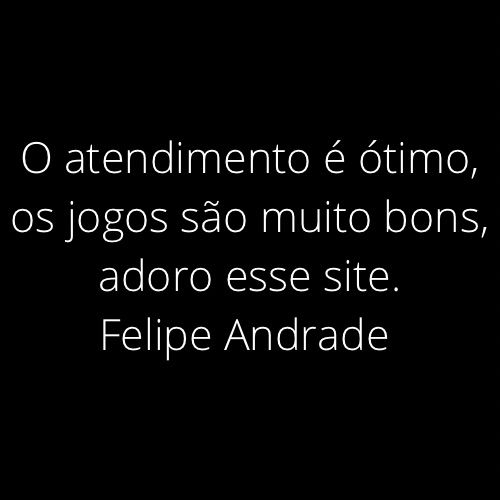 O atendimento é ótimo,
os jogos são muito bons,
adoro esse site.
Felipe Andrade